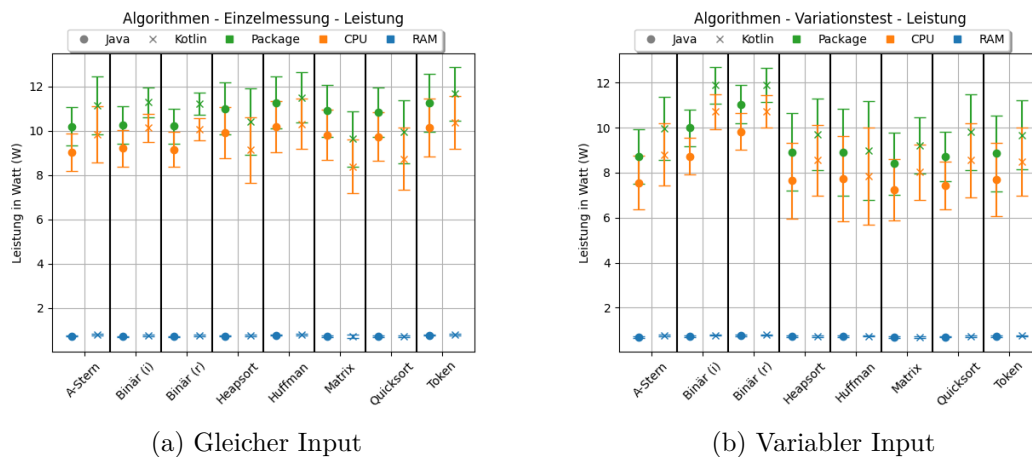 Algorithmen - Einzelmessung - Leistung
Java Kotlin Package CPU RAM
Leistung in Watt (W)
12
10
8
6
4
2
A-Stern
Binär (i)
Binär (r)
Heapsort
Huffman
Matrix
Quicksort
Token
(a) Gleicher Input
Algorithmen - Variationstest - Leistung
Java Kotlin Package CPU RAM
Leistung in Watt (W)
12
10
8
6
4
2
A-Stern
Binär (i)
Binär (r)
Heapsort
Huffman
Matrix
Quicksort
Token
(b) Variabler Input